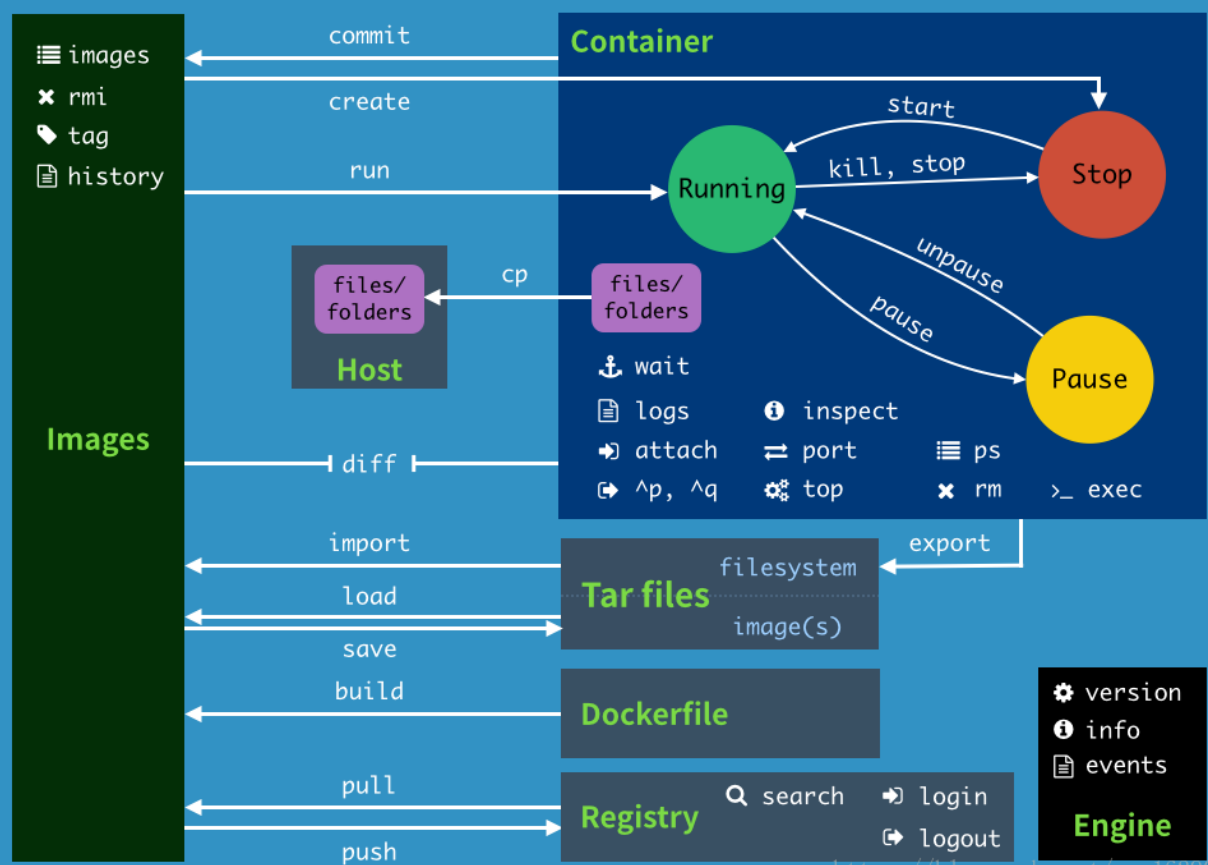 images
rmi
tag
history
Images
commit
create
run
Container
start
kill, stop
Running
Stop
unpause
pause
Pause
files/
folders
Host
cp
files/
folders
wait
logs
inspect
attach
port
ps
^p, ^q
top
rm
>_ exec
diff
import
load
save
export
filesystem
Tar files
image(s)
build
Dockerfile
pull
push
Registry
search
login
logout
version
info
events
Engine